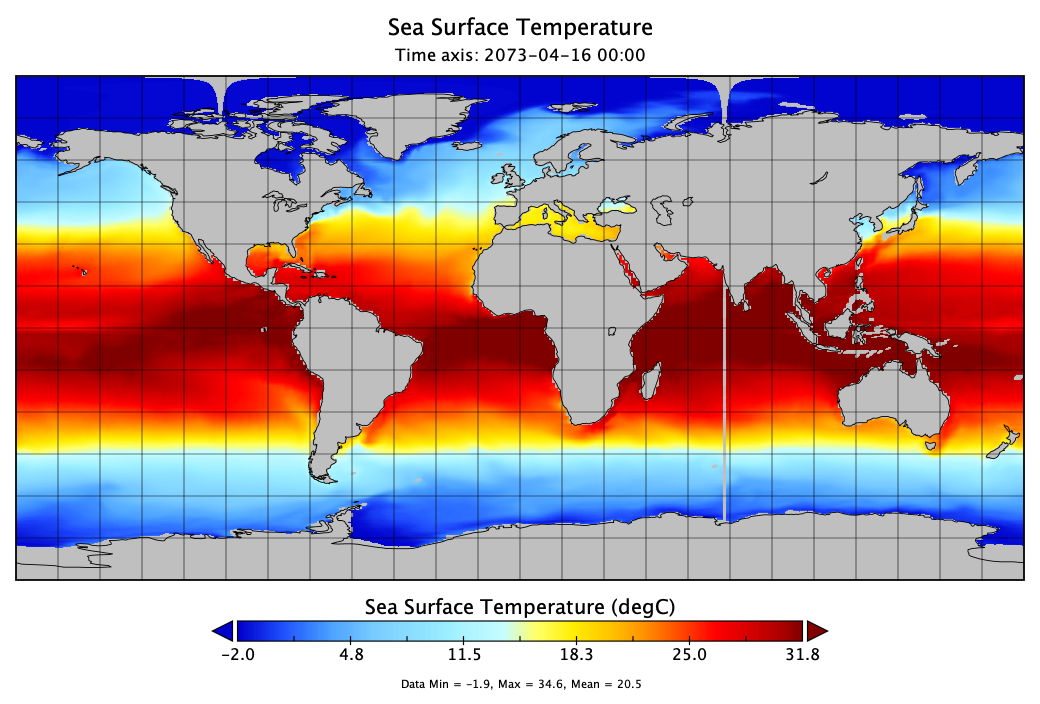 Sea Surface Temperature
Time axis: 2073-04-16 00:00
Sea Surface Temperature (degC)
−2.0 4.8 11.5 18.3 25.0 31.8
Data Min = −1.9, Max = 34.6, Mean = 20.5